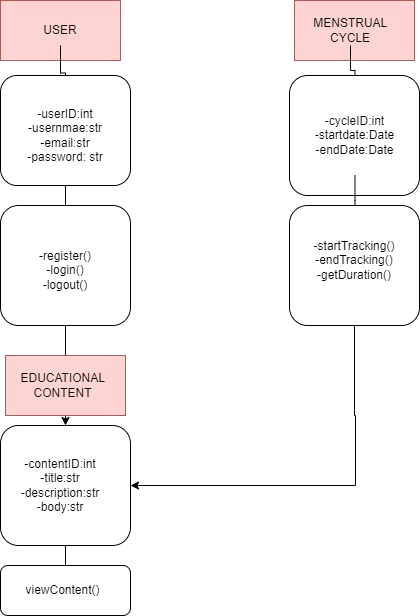 USER
-userID:int
-usernmae:str
-email:str
-password: str
-register()
-login()
-logout()
EDUCATIONAL
CONTENT
-contentID:int
-title:str
-description:str
-body:str
viewContent()
MENSTRUAL
CYCLE
-cycleID:int
-startdate:Date
-endDate:Date
-startTracking()
-endTracking()
-getDuration()